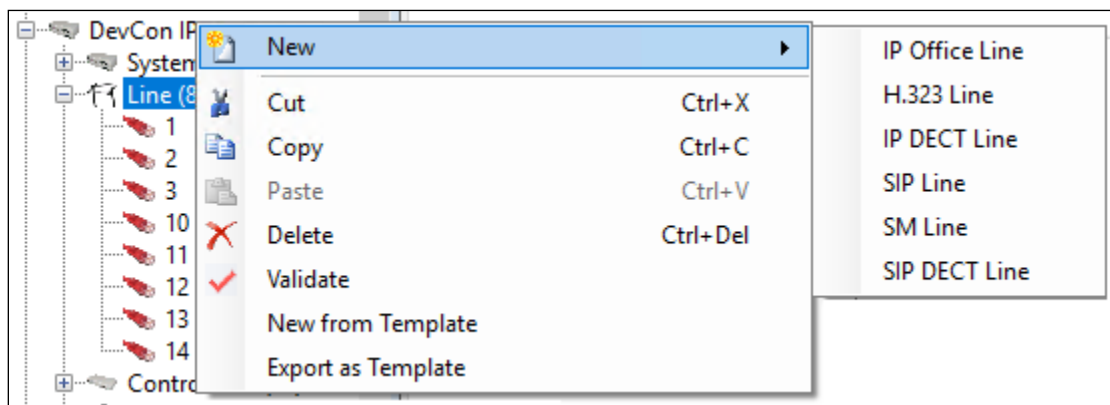 DevCon IP
System
Line (8
1
2
3
10
11
12
13
14
Contro
New
Cut Ctrl+X
Copy Ctrl+C
Paste Ctrl+V
Delete Ctrl+Del
Validate
New from Template
Export as Template
IP Office Line
H.323 Line
IP DECT Line
SIP Line
SM Line
SIP DECT Line